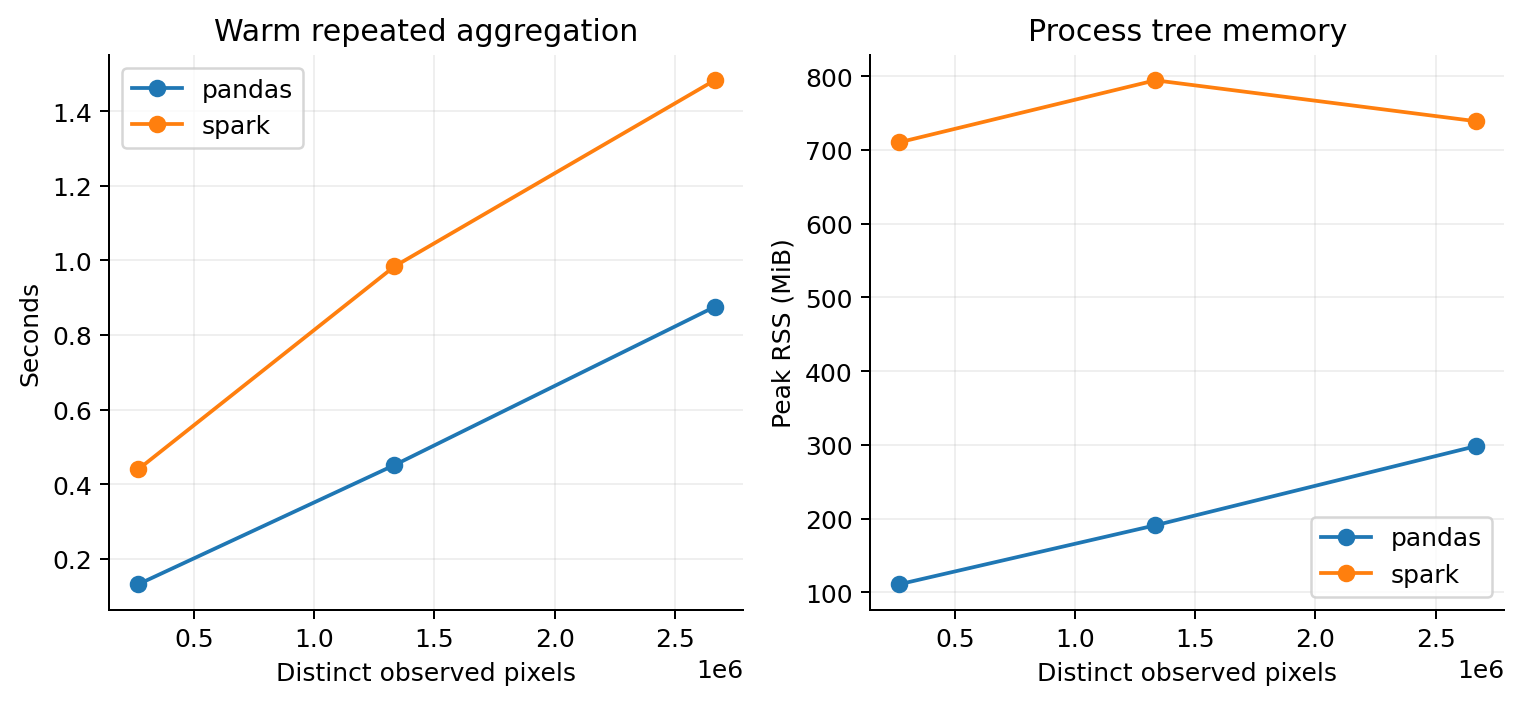 Warm repeated aggregation
pandas
spark
1.4
1.2
1.0
0.8
0.6
0.4
0.2
Seconds
0.5 1.0 1.5 2.0 2.5
1e6
Distinct observed pixels
Process tree memory
800
700
600
500
400
300
200
100
Peak RSS (MiB)
pandas
spark
0.5 1.0 1.5 2.0 2.5
1e6
Distinct observed pixels